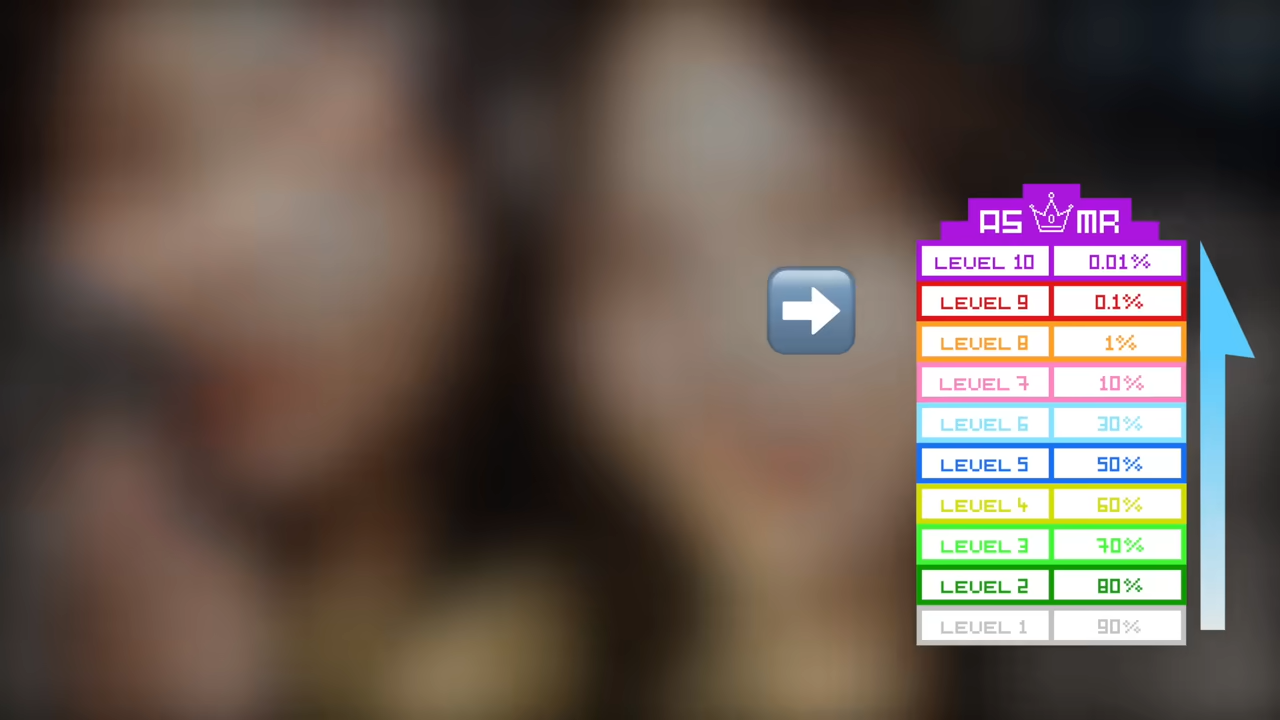 AS 0 MR
LEVEL 10 0.01%
LEVEL 9 0.1%
LEVEL 8 1%
LEVEL 7 10%
LEVEL 6 30%
LEVEL 5 50%
LEVEL 4 60%
LEVEL 3 70%
LEVEL 2 80%
LEVEL 1 90%